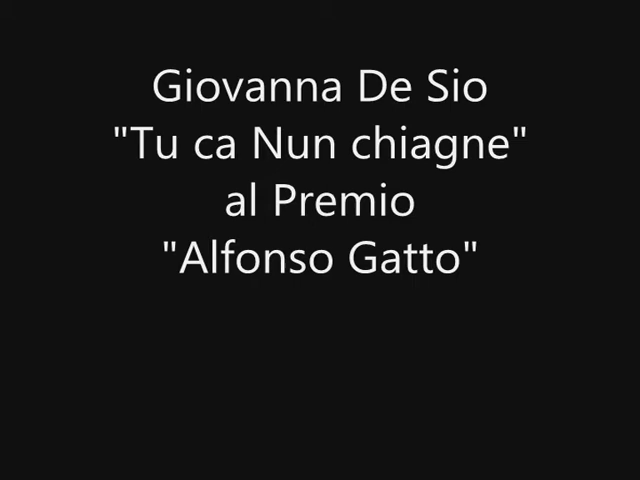 Giovanna De Sio
"Tu ca Nun chiagne"
al Premio
"Alfonso Gatto"